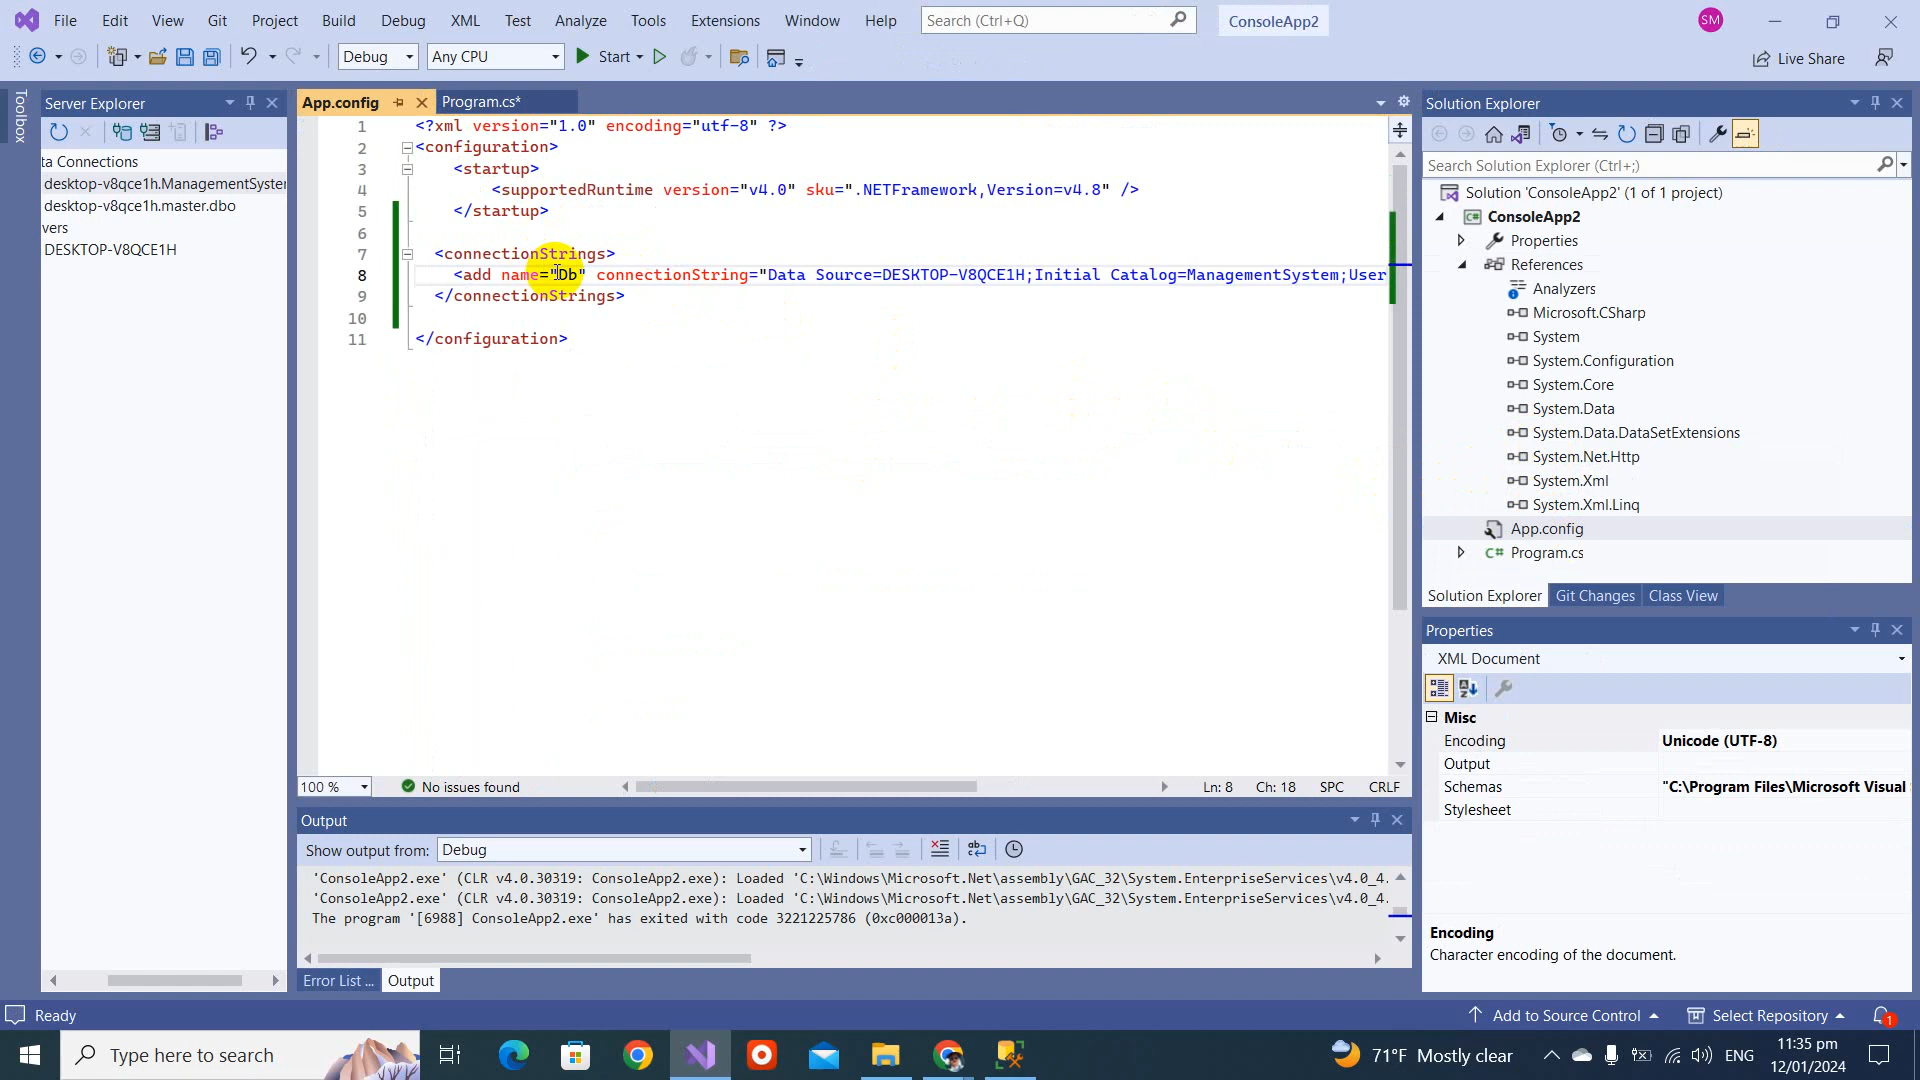 File Edit View Git Project Build Debug XML Test Analyze Tools Extensions Window Help Search (Ctrl+Q) ConsoleApp2 SM
Debug Any CPU Start Live Share
Toolbox
Server Explorer
ta Connections
desktop-v8qce1h.ManagementSyster
desktop-v8qce1h.master.dbo
vers
DESKTOP-V8QCE1H
App.config Program.cs*
1 <?xml version="1.0" encoding="utf-8" ?>
2 <configuration>
3 <startup>
4 <supportedRuntime version="v4.0" sku=".NETFramework,Version=v4.8" />
5 </startup>
6
7 <connectionStrings>
8 <add name="Db" connectionString="Data Source=DESKTOP-V8QCE1H;Initial Catalog=ManagementSystem;User
9 </connectionStrings>
10
11 </configuration>
100 % No issues found Ln: 8 Ch: 18 SPC CRLF
Output
Show output from: Debug
'ConsoleApp2.exe' (CLR v4.0.30319: ConsoleApp2.exe): Loaded 'C:\Windows\Microsoft.Net\assembly\GAC_32\System.EnterpriseServices\v4.0_4.
'ConsoleApp2.exe' (CLR v4.0.30319: ConsoleApp2.exe): Loaded 'C:\Windows\Microsoft.Net\assembly\GAC_32\System.EnterpriseServices\v4.0_4.
The program '[6988] ConsoleApp2.exe' has exited with code 3221225786 (0xc000013a).
Error List ... Output
Solution Explorer
Search Solution Explorer (Ctrl+;)
Solution 'ConsoleApp2' (1 of 1 project)
C# ConsoleApp2
Properties
References
Analyzers
Microsoft.CSharp
System
System.Configuration
System.Core
System.Data
System.Data.DataSetExtensions
System.Net.Http
System.Xml
System.Xml.Linq
App.config
C# Program.cs
Solution Explorer Git Changes Class View
Properties
XML Document
Misc
Encoding Unicode (UTF-8)
Output
Schemas "C:\Program Files\Microsoft Visual
Stylesheet
Encoding
Character encoding of the document.
Ready Add to Source Control Select Repository 1
Type here to search 71°F Mostly clear ENG 11:35 pm
12/01/2024